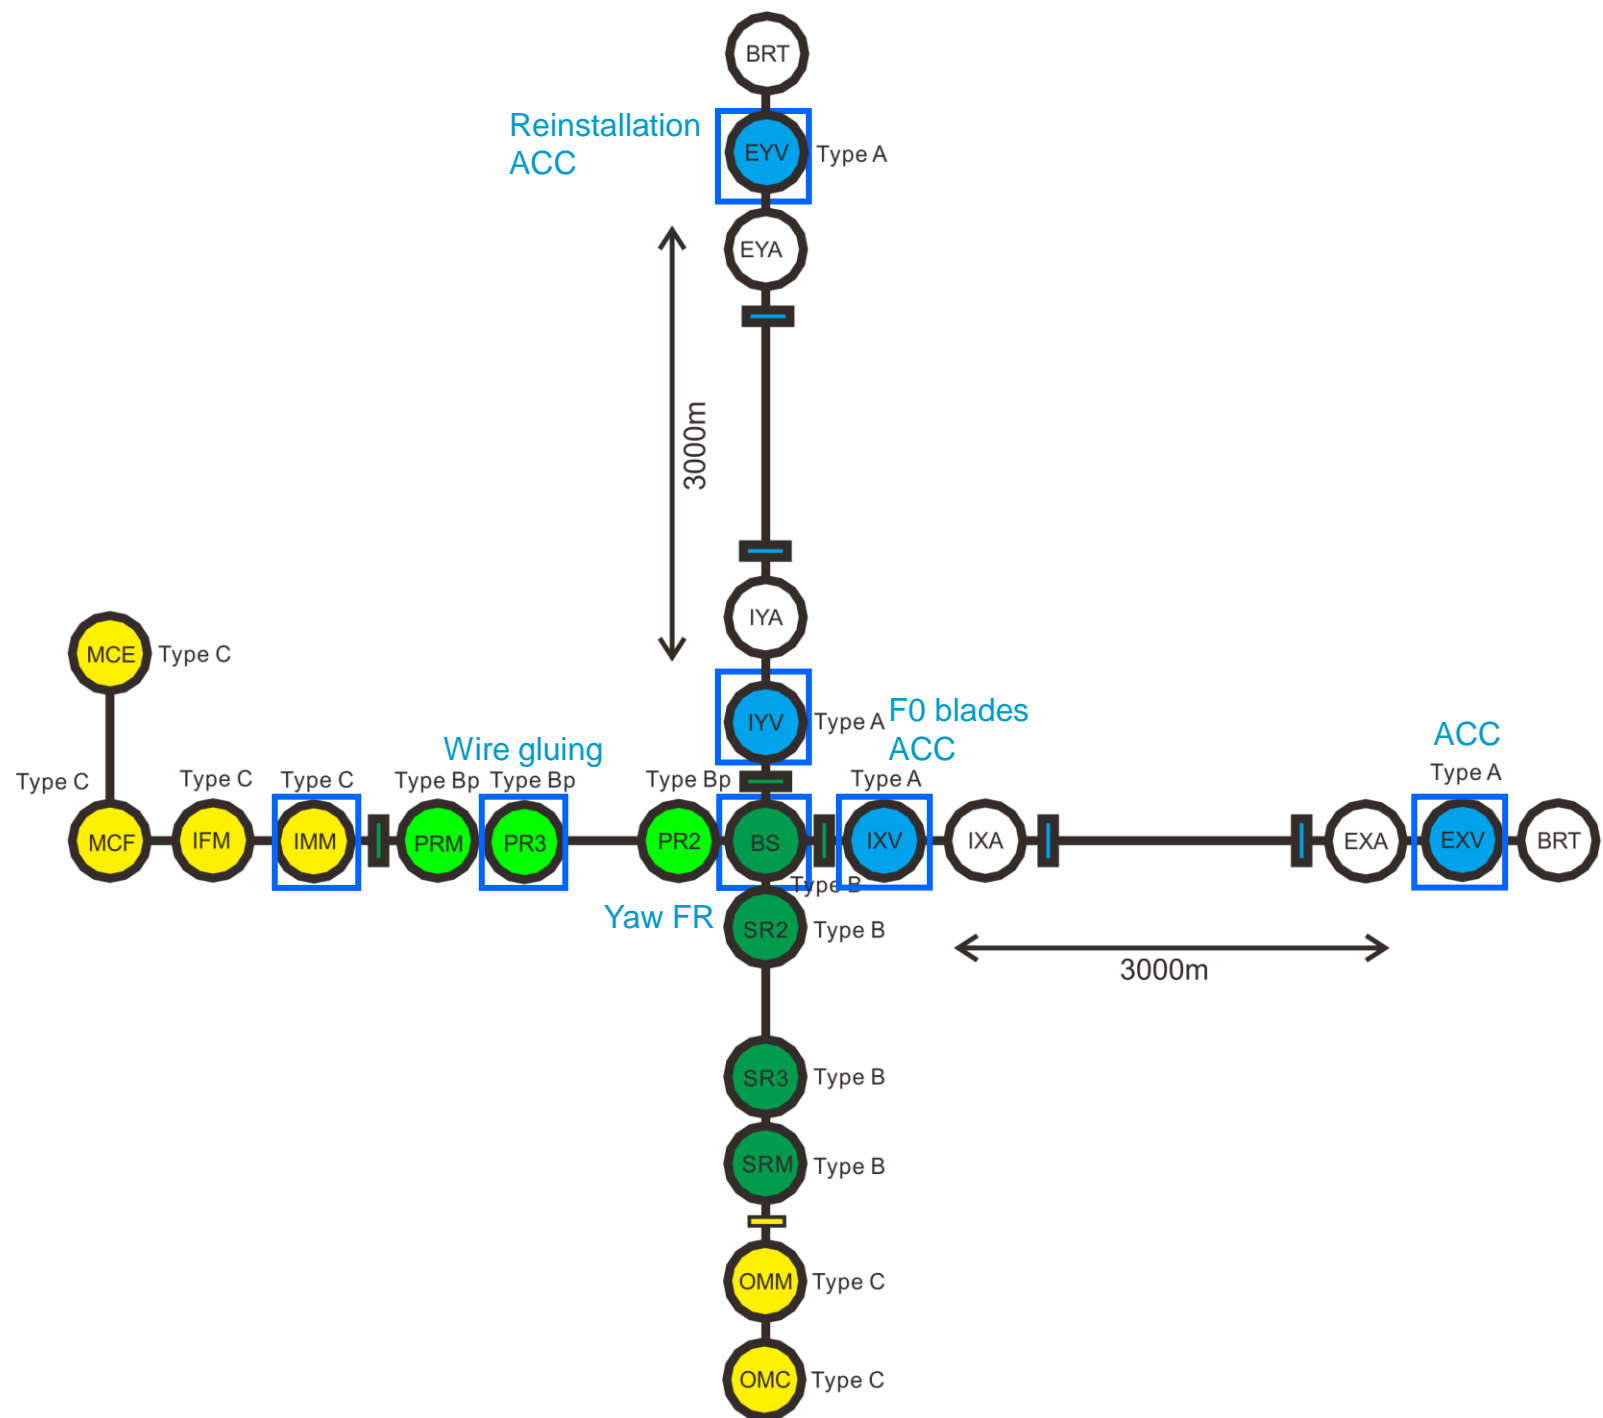 BRT
Reinstallation
ACC
EYV
Type A
EYA
3000m
IYA
MCE
Type C
IYV
Type A
F0 blades
ACC
ACC
Wire gluing
Type C
Type C
Type C
Type Bp
Type Bp
Type Bp
Type A
Type A
MCF
IFM
IMM
PRM
PR3
PR2
BS
IXV
IXA
EXA
EXV
BRT
Type B
Yaw FR
SR2
Type B
3000m
SR3
Type B
SRM
Type B
OMM
Type C
OMC
Type C